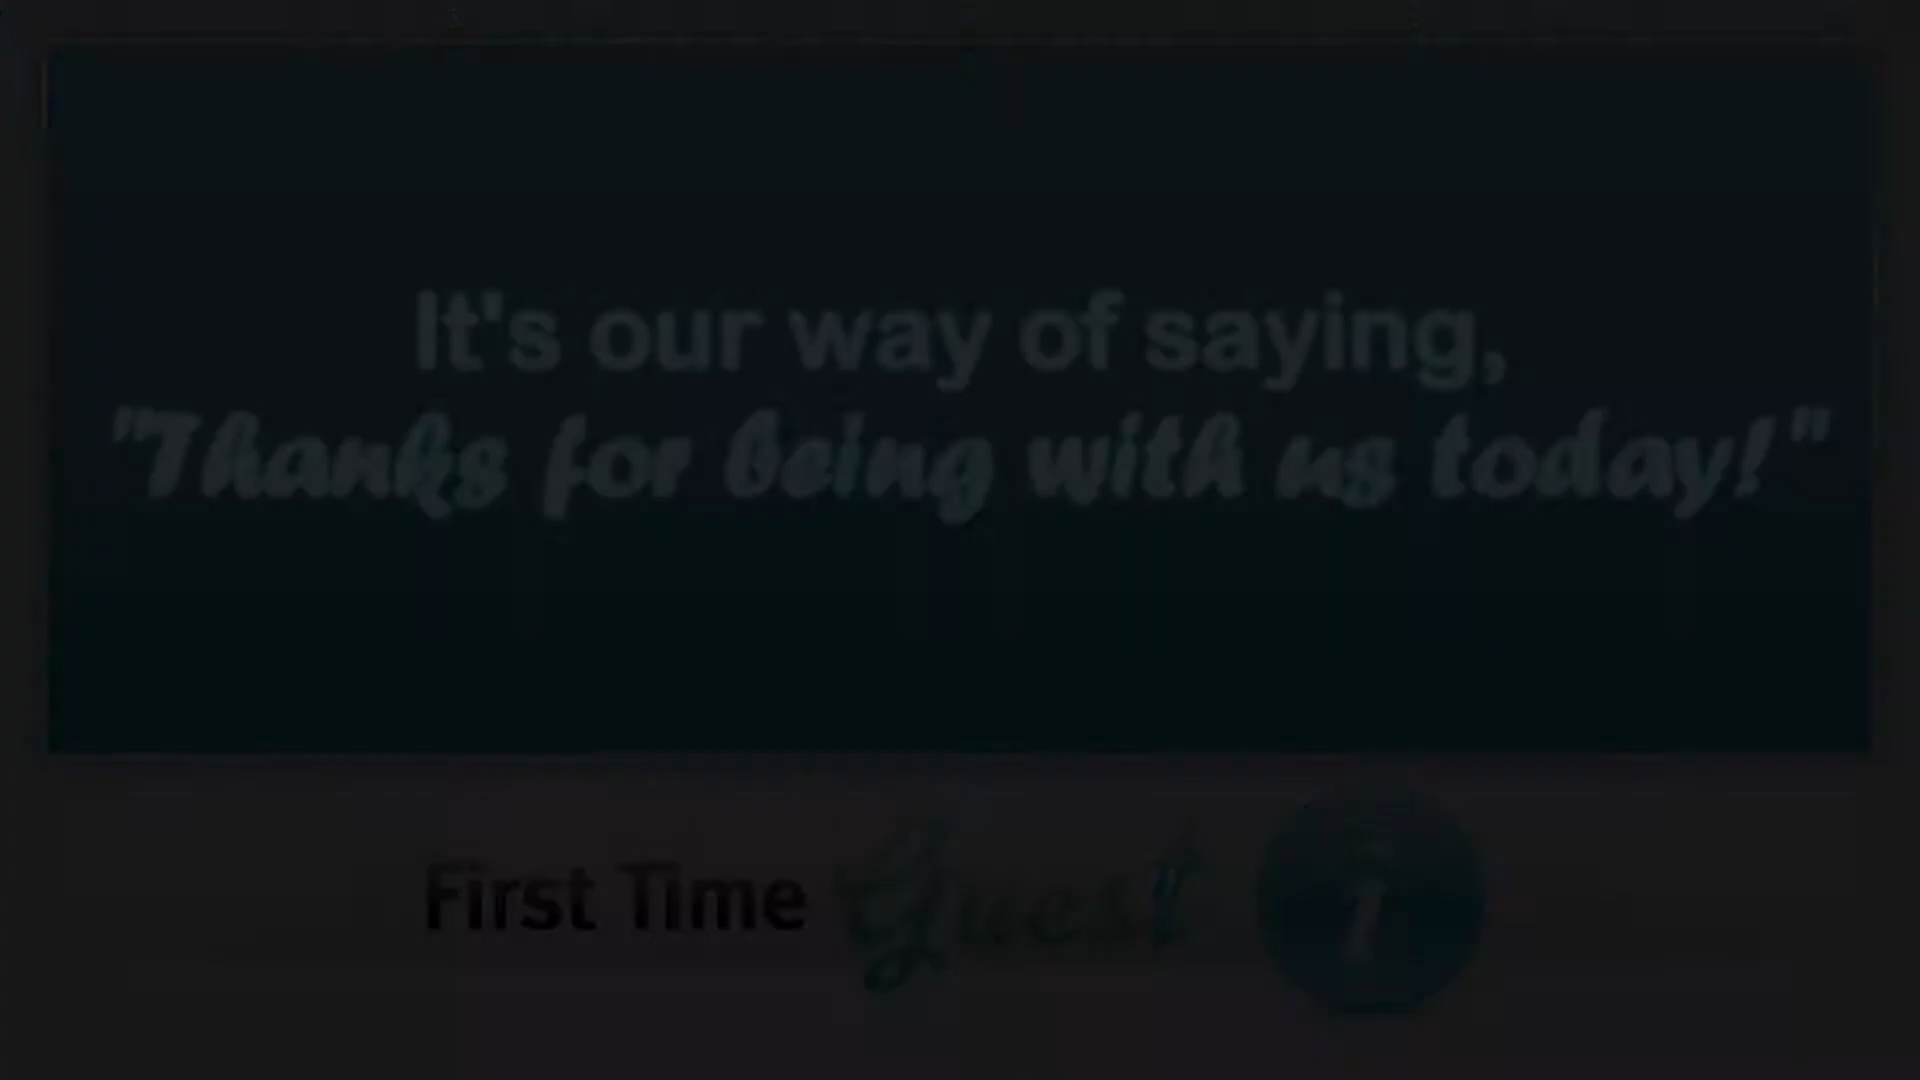 It's our way of saying,
"Thanks for being with us today!"
First Time Guest i